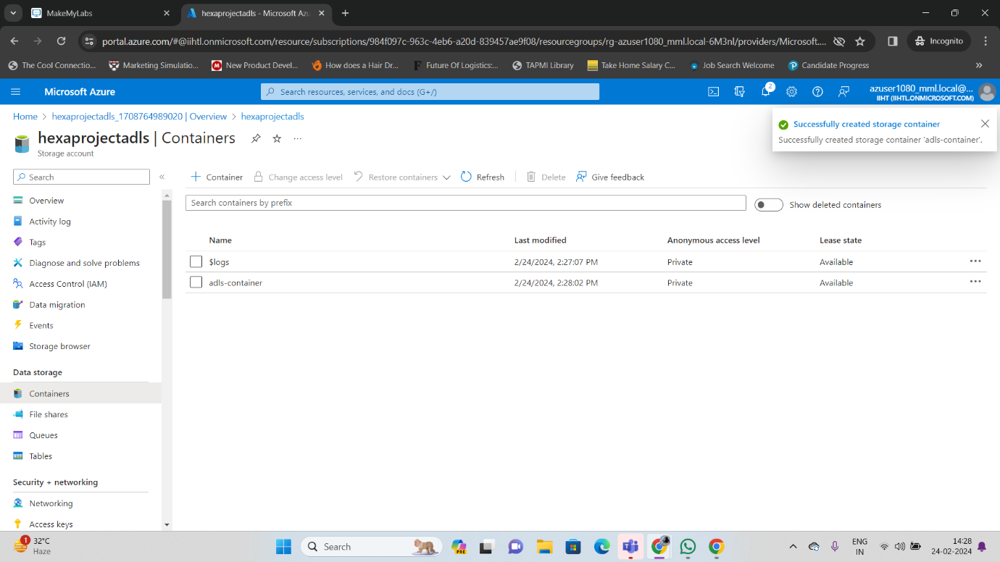 MakeMyLabs
hexaprojectadls - Microsoft Azu
portal.azure.com/#@iihtl.onmicrosoft.com/resource/subscriptions/984f097c-963c-4eb6-a20d-839457ae9f08/resourcegroups/rg-azuser1080_mml.local-6M3nl/providers/Microsoft....
Incognito
The Cool Connectio...
Marketing Simulatio...
New Product Devel...
How does a Hair Dr...
Future Of Logistics:...
TAPMI Library
Take Home Salary C...
Job Search Welcome
Candidate Progress
Microsoft Azure
Search resources, services, and docs (G+/)
2
azuser1080_mml.local@...
IIHT (IIHTL.ONMICROSOFT.COM)
Home > hexaprojectadls_1708764989020 | Overview > hexaprojectadls
hexaprojectadls | Containers
Storage account
Successfully created storage container
Successfully created storage container 'adls-container'.
Search
Container
Change access level
Restore containers
Refresh
Delete
Give feedback
Search containers by prefix
Show deleted containers
Name Last modified Anonymous access level Lease state
$logs 2/24/2024, 2:27:07 PM Private Available
adls-container 2/24/2024, 2:28:02 PM Private Available
Overview
Activity log
Tags
Diagnose and solve problems
Access Control (IAM)
Data migration
Events
Storage browser
Data storage
Containers
File shares
Queues
Tables
Security + networking
Networking
Access keys
1
32°C
Haze
Search
PRE
ENG
IN
14:28
24-02-2024